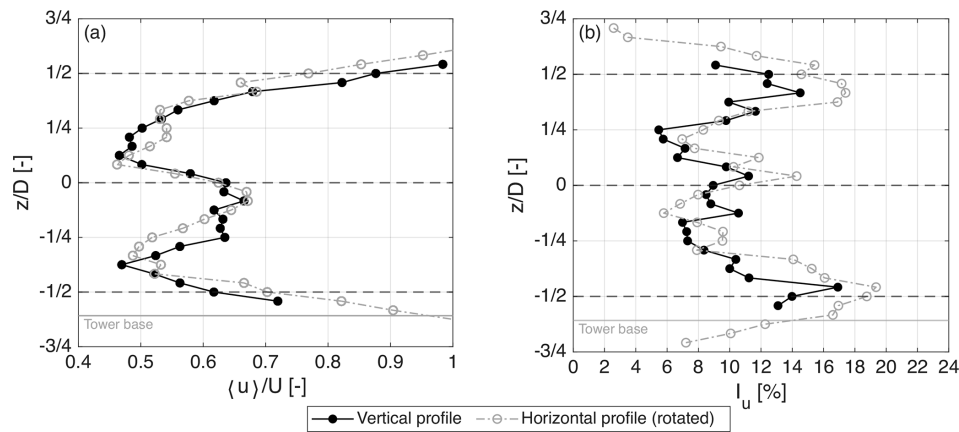 3/4
1/2
1/4
0
-1/4
-1/2
-3/4
z/D [-]
(a)
Tower base
0.4 0.5 0.6 0.7 0.8 0.9 1
⟨u⟩/U [-]
3/4
1/2
1/4
0
-1/4
-1/2
-3/4
z/D [-]
(b)
Tower base
0 2 4 6 8 10 12 14 16 18 20 22 24
I_u [%]
Vertical profile Horizontal profile (rotated)